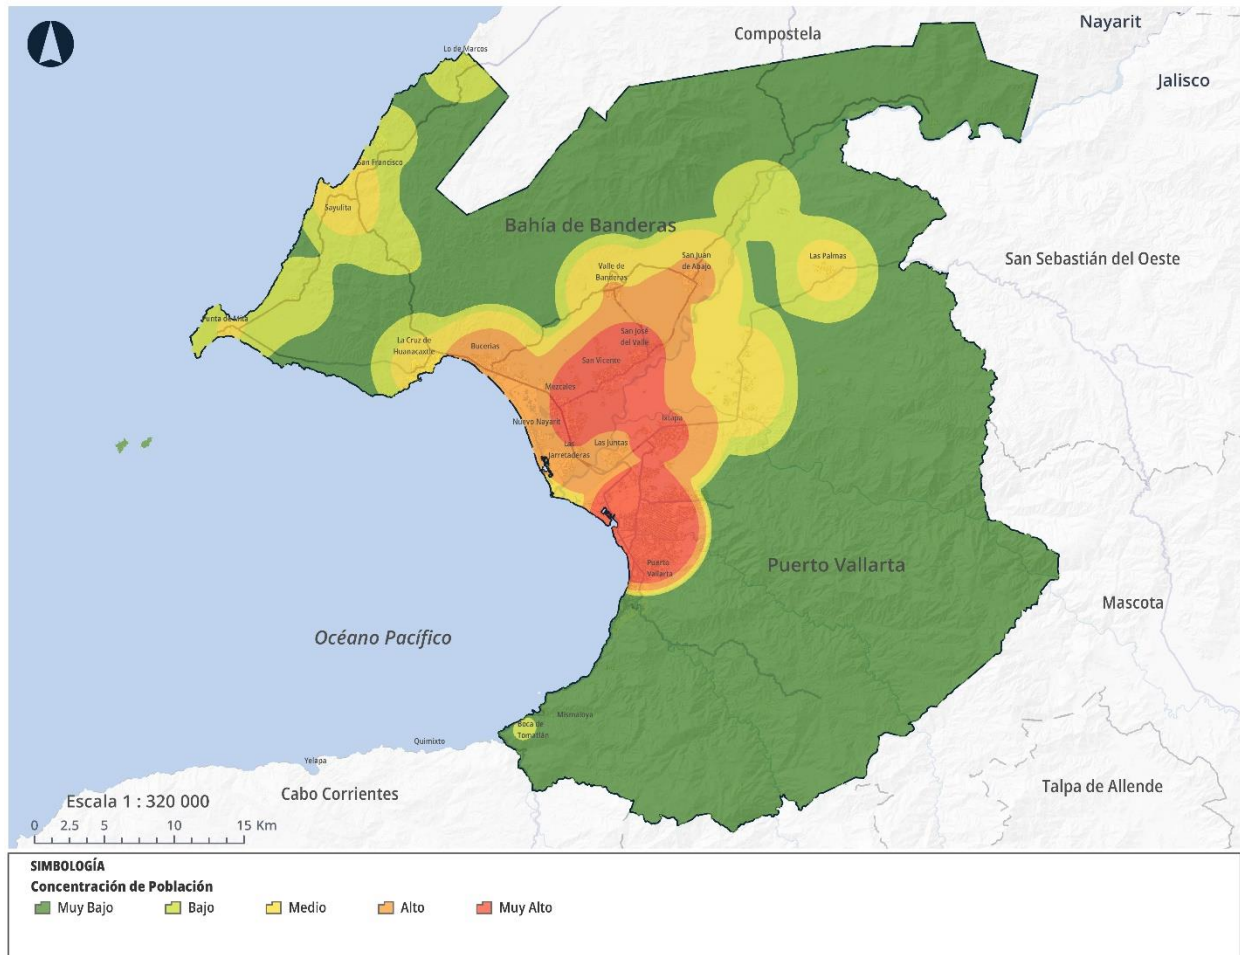 Nayarit
Compostela
Lo de Marcos
Jalisco
San Francisco
Sayulita
Bahía de Banderas
San Juan
de Abajo
Las Palmas
San Sebastián del Oeste
Valle de
Banderas
Punta de Mita
La Cruz de
Huanacaxtle
Bucerías
San José
del Valle
San Vicente
Mezcales
Nuevo Nayarit
Ixtapa
Las Juntas
Las
Jarretaderas
Puerto
Vallarta
Puerto Vallarta
Mascota
Océano Pacífico
Mismaloya
Boca de
Tomatlán
Quimixto
Yelapa
Cabo Corrientes
Talpa de Allende
Escala 1 : 320 000
0 2.5 5 10 15 Km
SIMBOLOGÍA
Concentración de Población
Muy Bajo Bajo Medio Alto Muy Alto